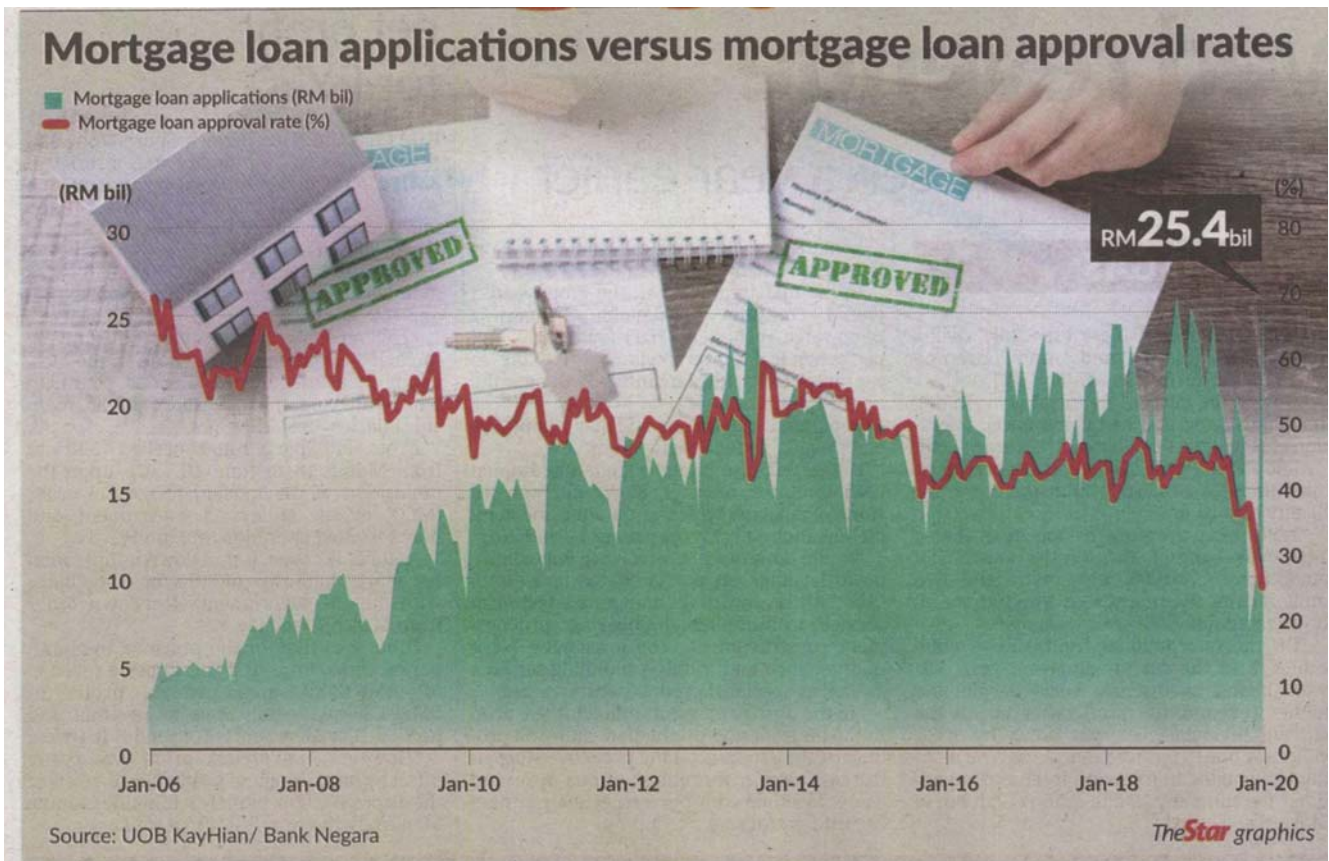 Mortgage loan applications versus mortgage loan approval rates
Mortgage loan applications (RM bil)
Mortgage loan approval rate (%)
AGE
MORTGAGE
APPROVED
APPROVED
(RM bil)
30
25
20
15
10
5
0
(%)
80
70
60
50
40
30
20
10
0
RM25.4bil
Jan-06
Jan-08
Jan-10
Jan-12
Jan-14
Jan-16
Jan-18
Jan-20
Source: UOB KayHian/ Bank Negara
TheStar graphics